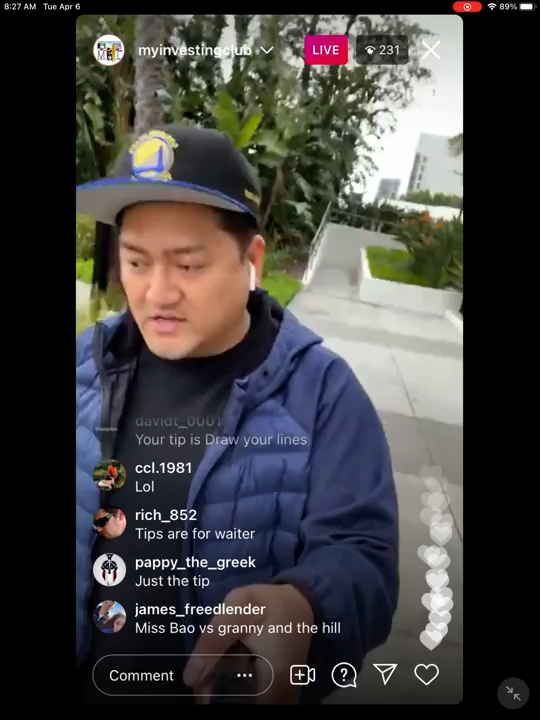 8:27 AM Tue Apr 6
89%
myinvestingclub
LIVE
231
davidt_0001
Your tip is Draw your lines
ccl.1981
Lol
rich_852
Tips are for waiter
pappy_the_greek
Just the tip
james_freedlender
Miss Bao vs granny and the hill
Comment